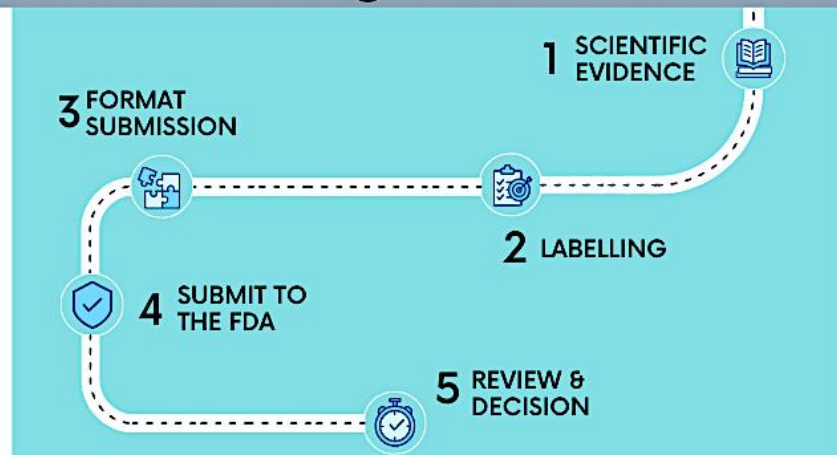 1 SCIENTIFIC
EVIDENCE
2 LABELLING
3 FORMAT
SUBMISSION
4 SUBMIT TO
THE FDA
5 REVIEW &
DECISION